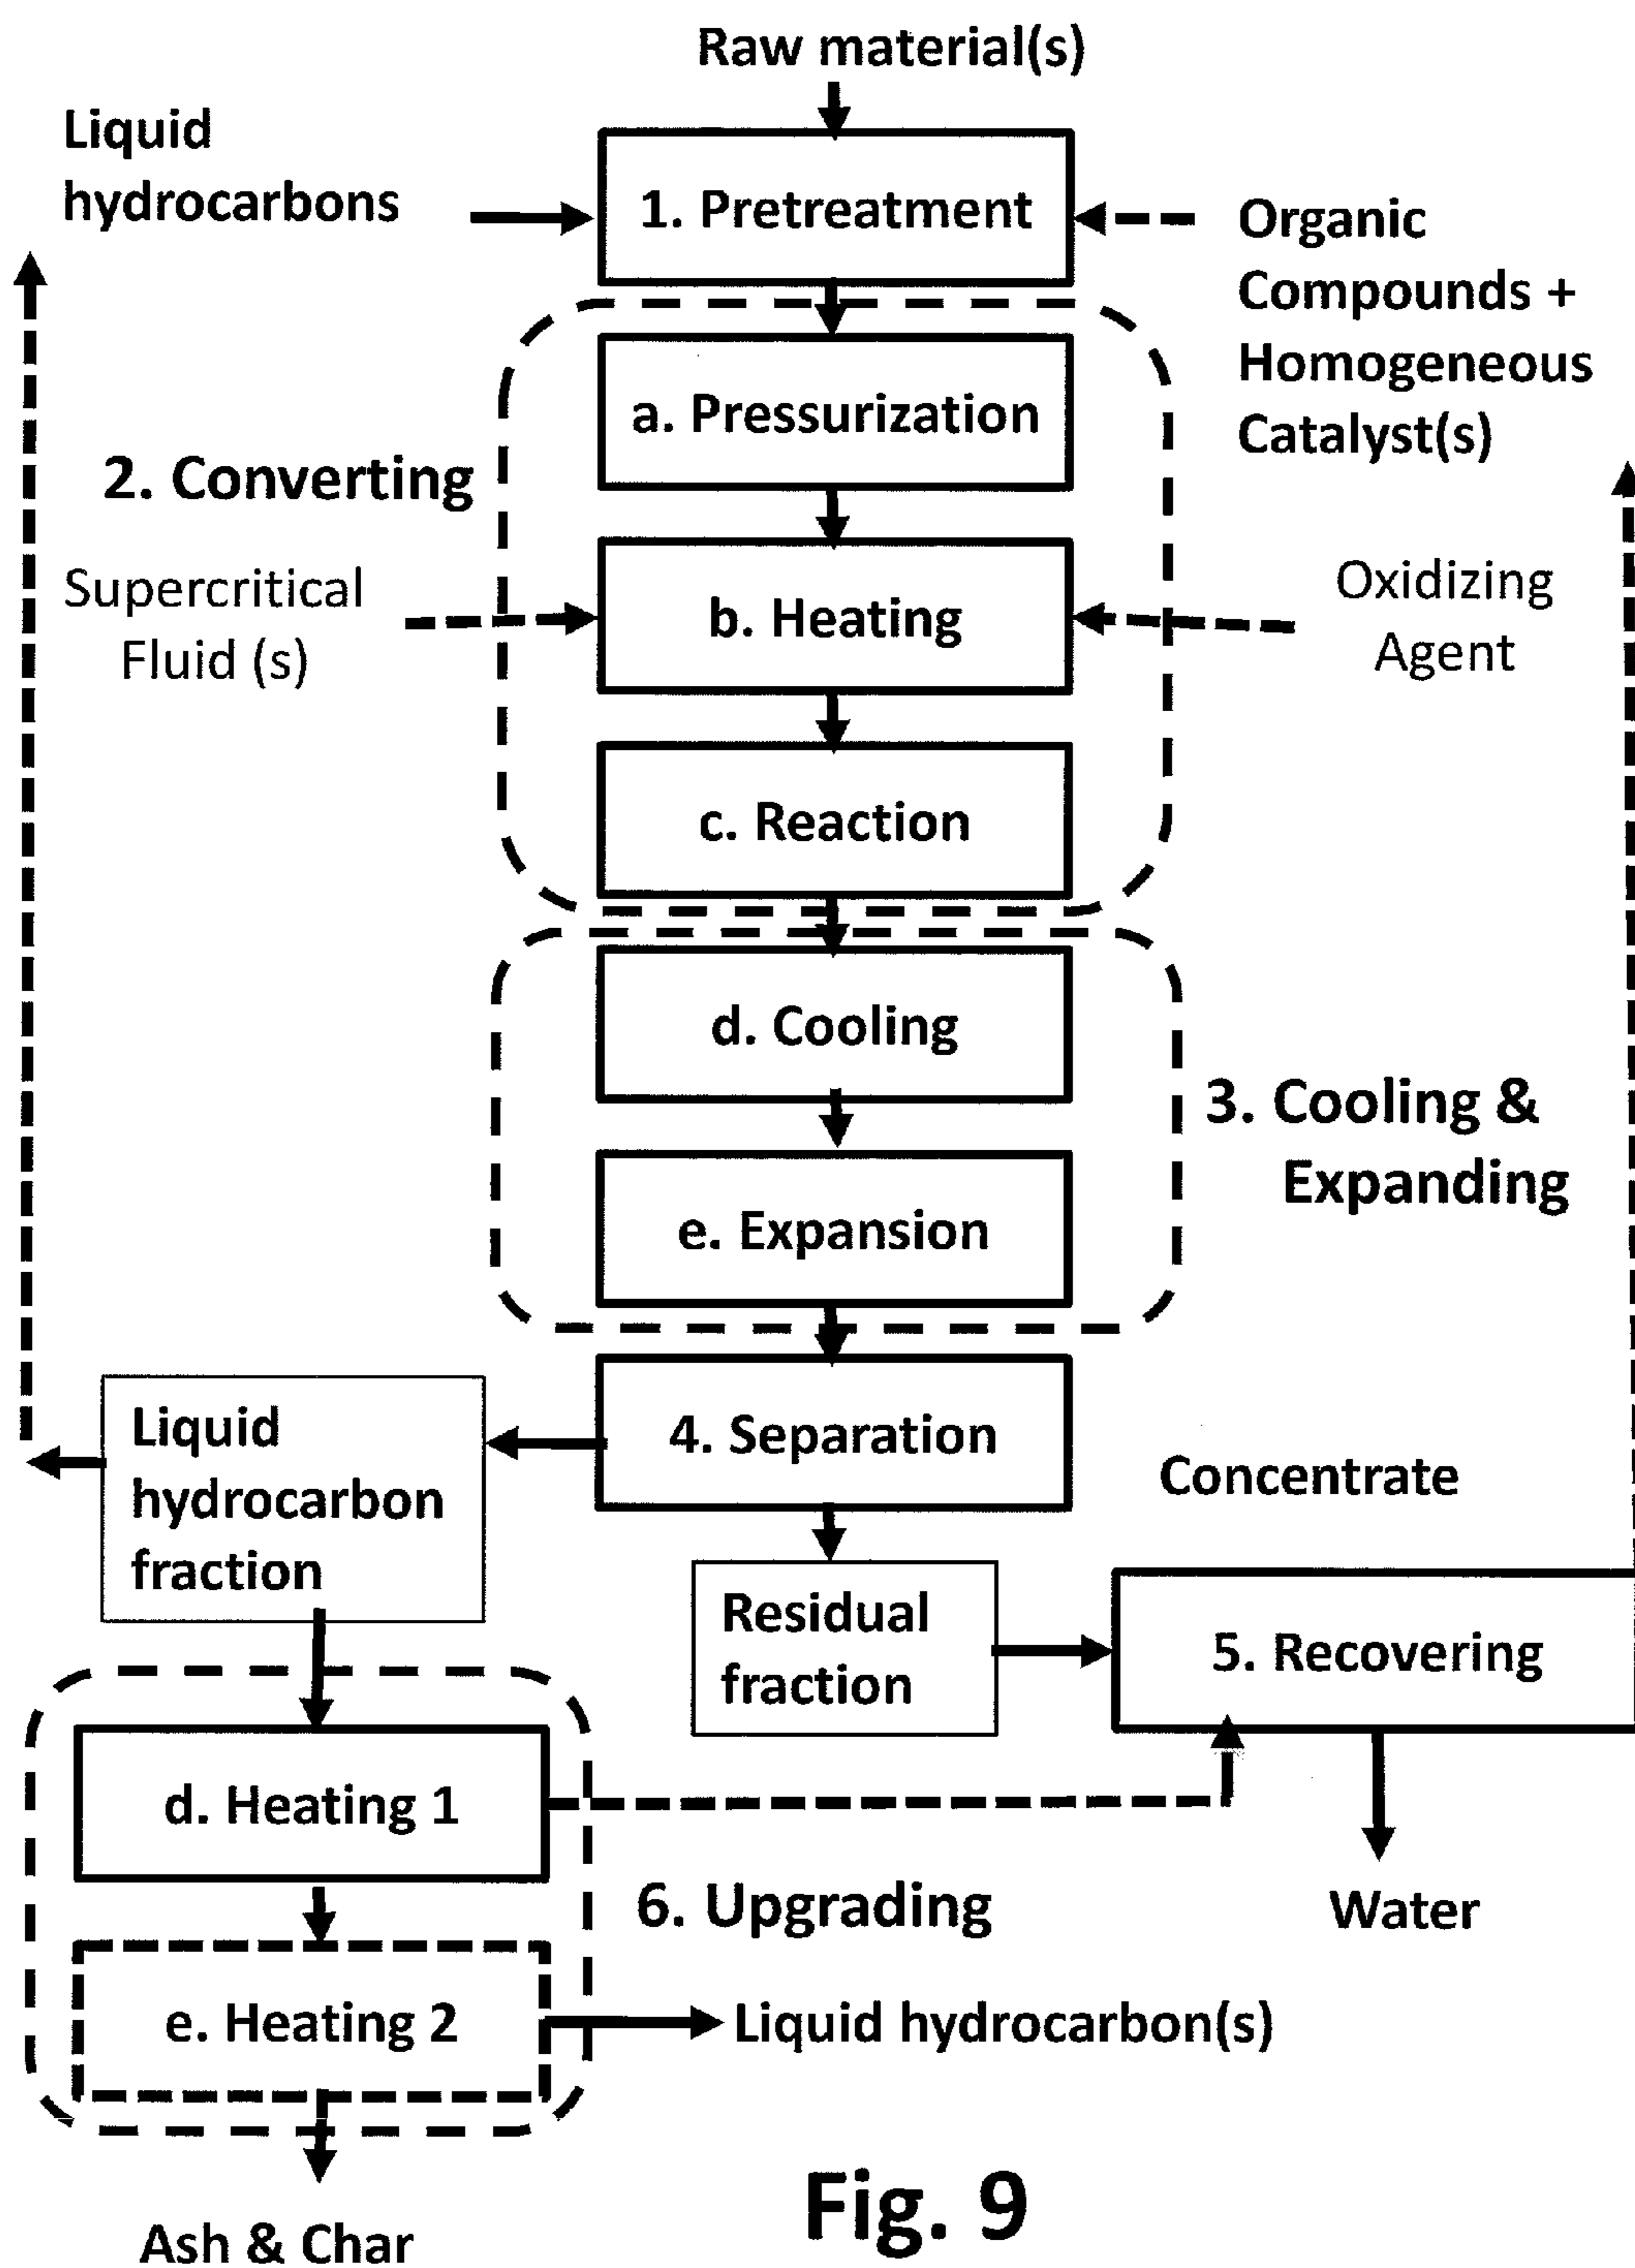 Raw material(s)
Liquid
hydrocarbons
1. Pretreatment
Organic
Compounds +
Homogeneous
Catalyst(s)
a. Pressurization
2. Converting
Supercritical
Fluid (s)
b. Heating
Oxidizing
Agent
c. Reaction
d. Cooling
3. Cooling &
Expanding
e. Expansion
4. Separation
Liquid
hydrocarbon
fraction
Concentrate
Residual
fraction
5. Recovering
d. Heating 1
6. Upgrading
Water
e. Heating 2
Liquid hydrocarbon(s)
Ash & Char
Fig. 9